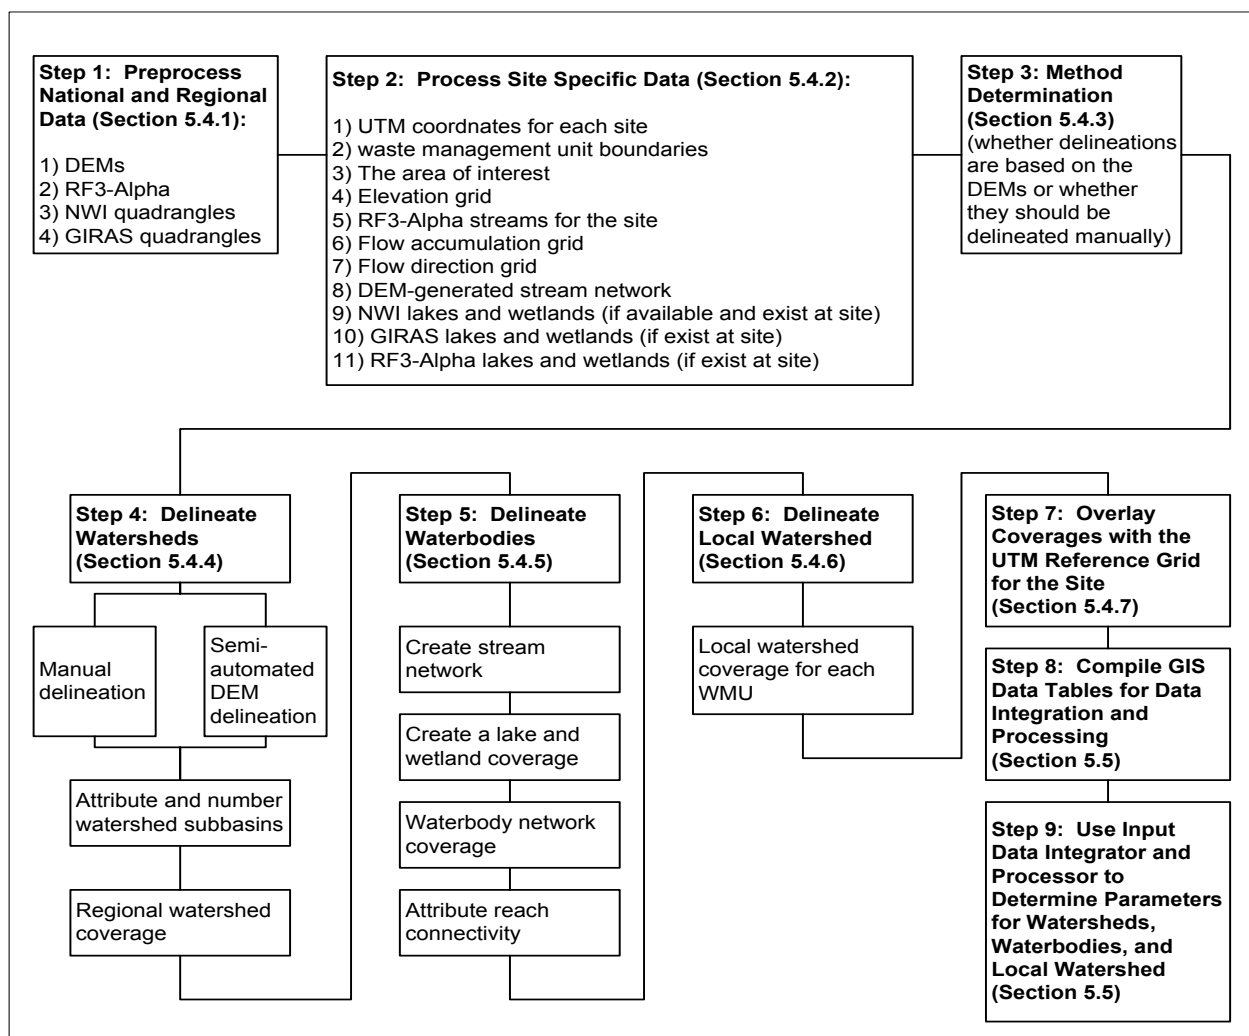 Step 1:  Preprocess
National and Regional
Data (Section 5.4.1):
1) DEMs
2) RF3-Alpha
3) NWI quadrangles
4) GIRAS quadrangles
Step 2:  Process Site Specific Data (Section 5.4.2):
1) UTM coordnates for each site
2) waste management unit boundaries
3) The area of interest
4) Elevation grid
5) RF3-Alpha streams for the site
6) Flow accumulation grid
7) Flow direction grid
8) DEM-generated stream network
9) NWI lakes and wetlands (if available and exist at site)
10) GIRAS lakes and wetlands (if exist at site)
11) RF3-Alpha lakes and wetlands (if exist at site)
Step 3: Method
Determination
(Section 5.4.3)
(whether delineations
are based on the
DEMs or whether
they should be
delineated manually)
Step 4:  Delineate
Watersheds
(Section 5.4.4)
Manual
delineation
Semi-
automated
DEM
delineation
Attribute and number
watershed subbasins
Regional watershed
coverage
Step 5:  Delineate
Waterbodies
(Section 5.4.5)
Create stream
network
Create a lake and
wetland coverage
Waterbody network
coverage
Attribute reach
connectivity
Step 6:  Delineate
Local Watershed
(Section 5.4.6)
Local watershed
coverage for each
WMU
Step 7:  Overlay
Coverages with the
UTM Reference Grid
for the Site
(Section 5.4.7)
Step 8:  Compile GIS
Data Tables for Data
Integration and
Processing
(Section 5.5)
Step 9:  Use Input
Data Integrator and
Processor to
Determine Parameters
for Watersheds,
Waterbodies, and
Local Watershed
(Section 5.5)